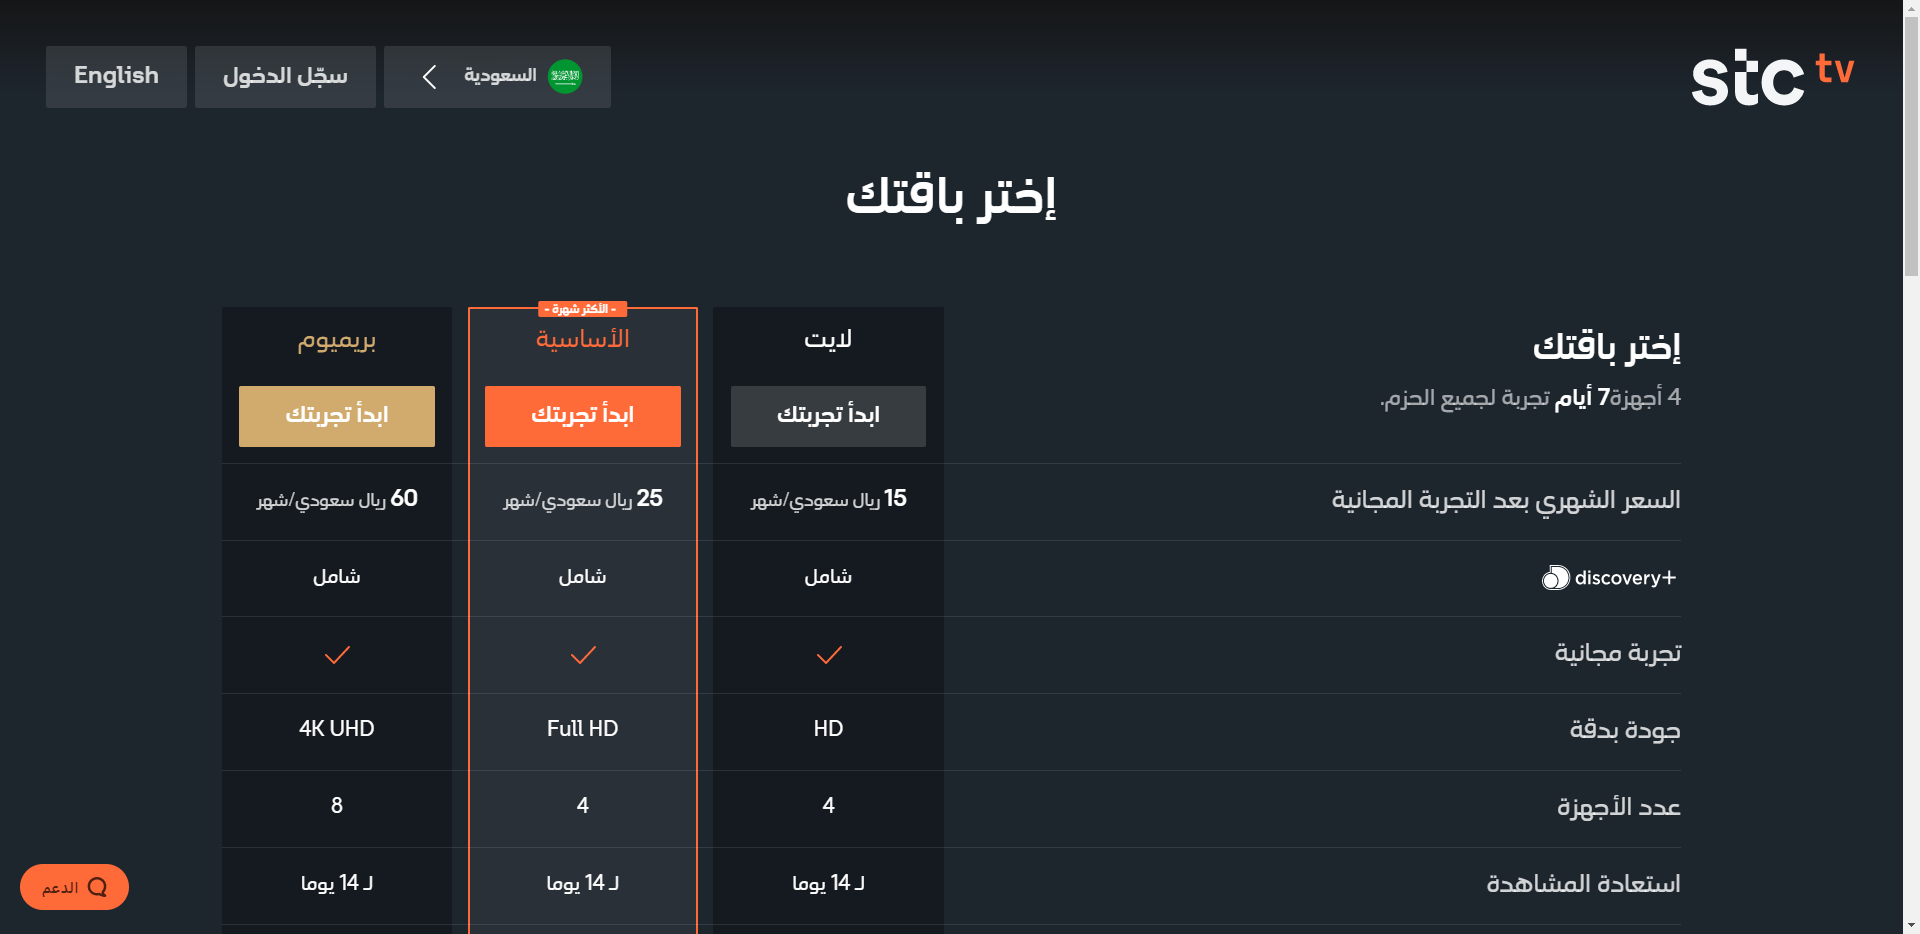 stc tv
السعودية
سجّل الدخول
English
إختر باقتك
إختر باقتك
4 أجهزة7 أيام تجربة لجميع الحزم.
لايت
ابدأ تجربتك
- الأكثر شهرة -
الأساسية
ابدأ تجربتك
بريميوم
ابدأ تجربتك
السعر الشهري بعد التجربة المجانية
15 ريال سعودي/شهر
25 ريال سعودي/شهر
60 ريال سعودي/شهر
discovery+
شامل
شامل
شامل
تجربة مجانية
جودة بدقة
HD
Full HD
4K UHD
عدد الأجهزة
4
4
8
استعادة المشاهدة
لـ 14 يوما
لـ 14 يوما
لـ 14 يوما
الدعم